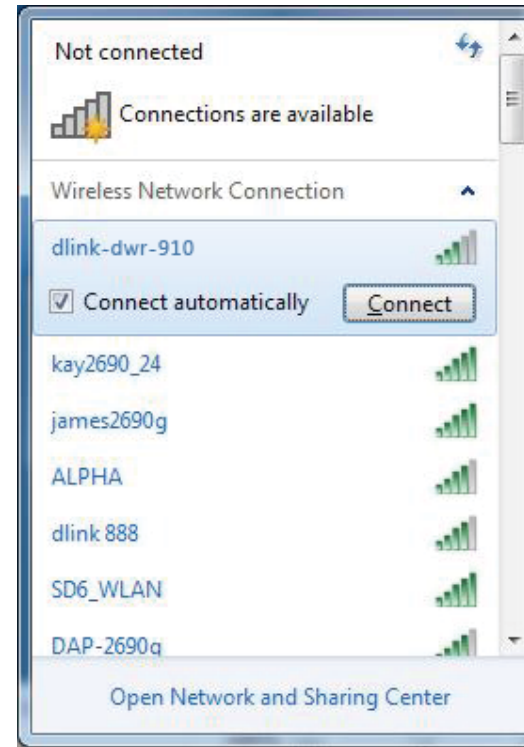 Not connected
Connections are available
Wireless Network Connection
dlink-dwr-910
Connect automatically Connect
kay2690_24
james2690g
ALPHA
dlink 888
SD6_WLAN
DAP-2690g
Open Network and Sharing Center